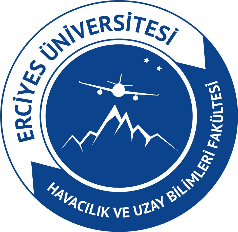 ERCİYES ÜNİVERSİTESİ
HAVACILIK VE UZAY BİLİMLERİ FAKÜLTESİ